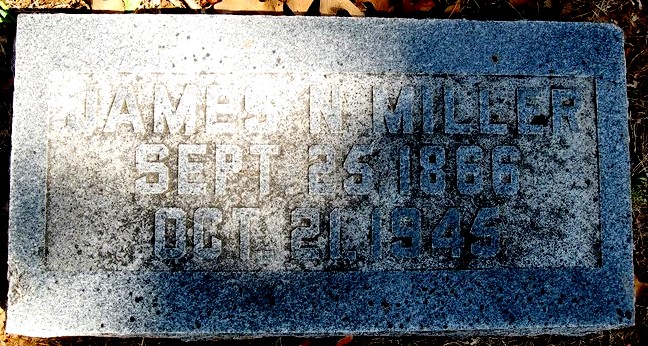 JAMES N. MILLER
SEPT. 25, 1866
OCT. 21, 1945